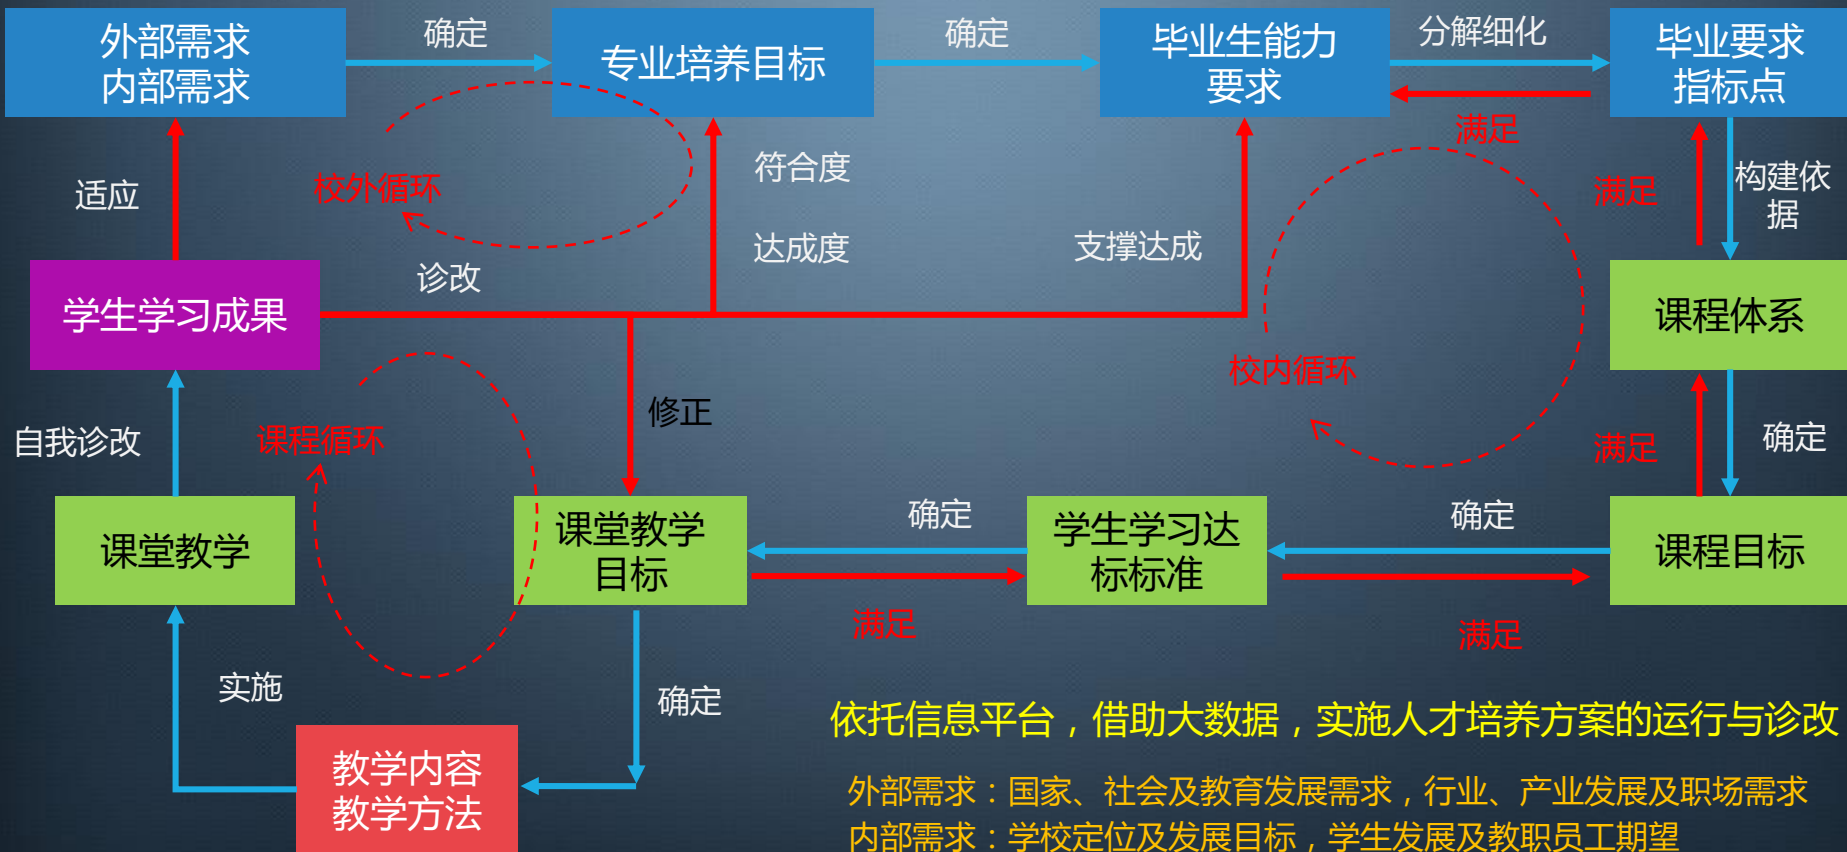 外部需求
内部需求
确定
专业培养目标
确定
毕业生能力
要求
分解细化
毕业要求
指标点
满足
适应
校外循环
符合度
达成度
支撑达成
满足
构建依
据
学生学习成果
诊改
课程体系
校内循环
修正
自我诊改
课程循环
满足
确定
课堂教学
课堂教学
目标
确定
学生学习达
标标准
确定
课程目标
满足
满足
实施
确定
教学内容
教学方法
依托信息平台，借助大数据，实施人才培养方案的运行与诊改
外部需求：国家、社会及教育发展需求，行业、产业发展及职场需求
内部需求：学校定位及发展目标，学生发展及教职员工期望